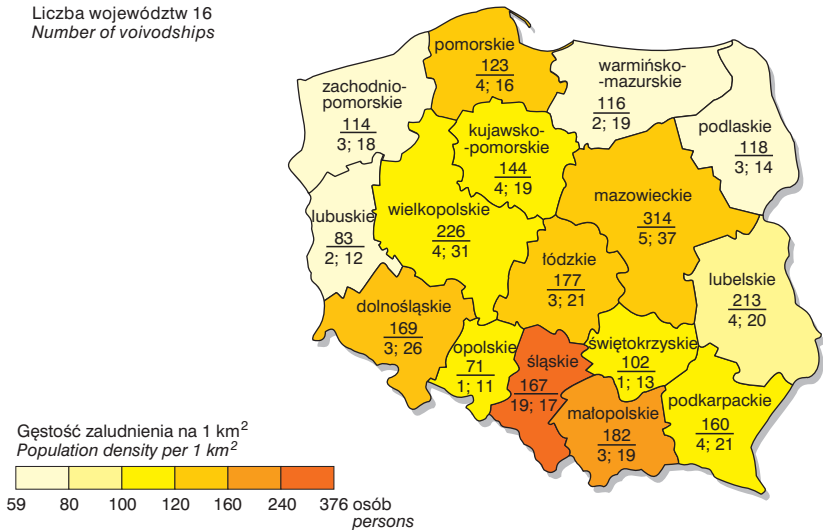 Liczba województw 16
Number of voivodships
pomorskie
123
4; 16
warmińsko-
-mazurskie
116
2; 19
zachodnio-
pomorskie
114
3; 18
podlaskie
118
3; 14
kujawsko-
-pomorskie
144
4; 19
mazowieckie
314
5; 37
lubuskie
83
2; 12
wielkopolskie
226
4; 31
łódzkie
177
3; 21
lubelskie
213
4; 20
dolnośląskie
169
3; 26
opolskie
71
1; 11
śląskie
167
19; 17
świętokrzyskie
102
1; 13
małopolskie
182
3; 19
podkarpackie
160
4; 21
Gęstość zaludnienia na 1 km²
Population density per 1 km²
59 80 100 120 160 240 376 osób
persons